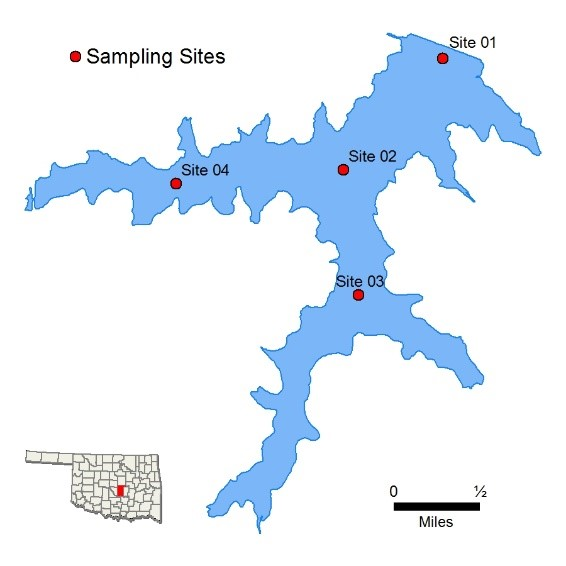 Site 01
Sampling Sites
Site 02
Site 04
Site 03
0 ½
Miles